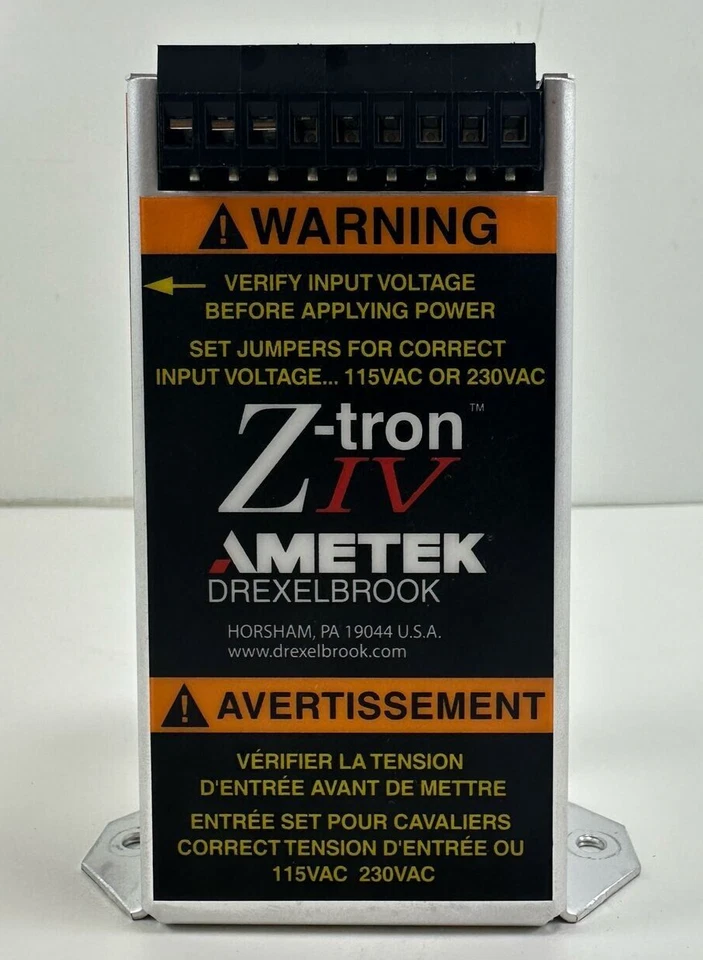 WARNING
VERIFY INPUT VOLTAGE
BEFORE APPLYING POWER
SET JUMPERS FOR CORRECT
INPUT VOLTAGE... 115VAC OR 230VAC
Z-tron™
IV
AMETEK
DREXELBROOK
HORSHAM, PA 19044 U.S.A.
www.drexelbrook.com
AVERTISSEMENT
VÉRIFIER LA TENSION
D'ENTRÉE AVANT DE METTRE
ENTRÉE SET POUR CAVALIERS
CORRECT TENSION D'ENTRÉE OU
115VAC 230VAC